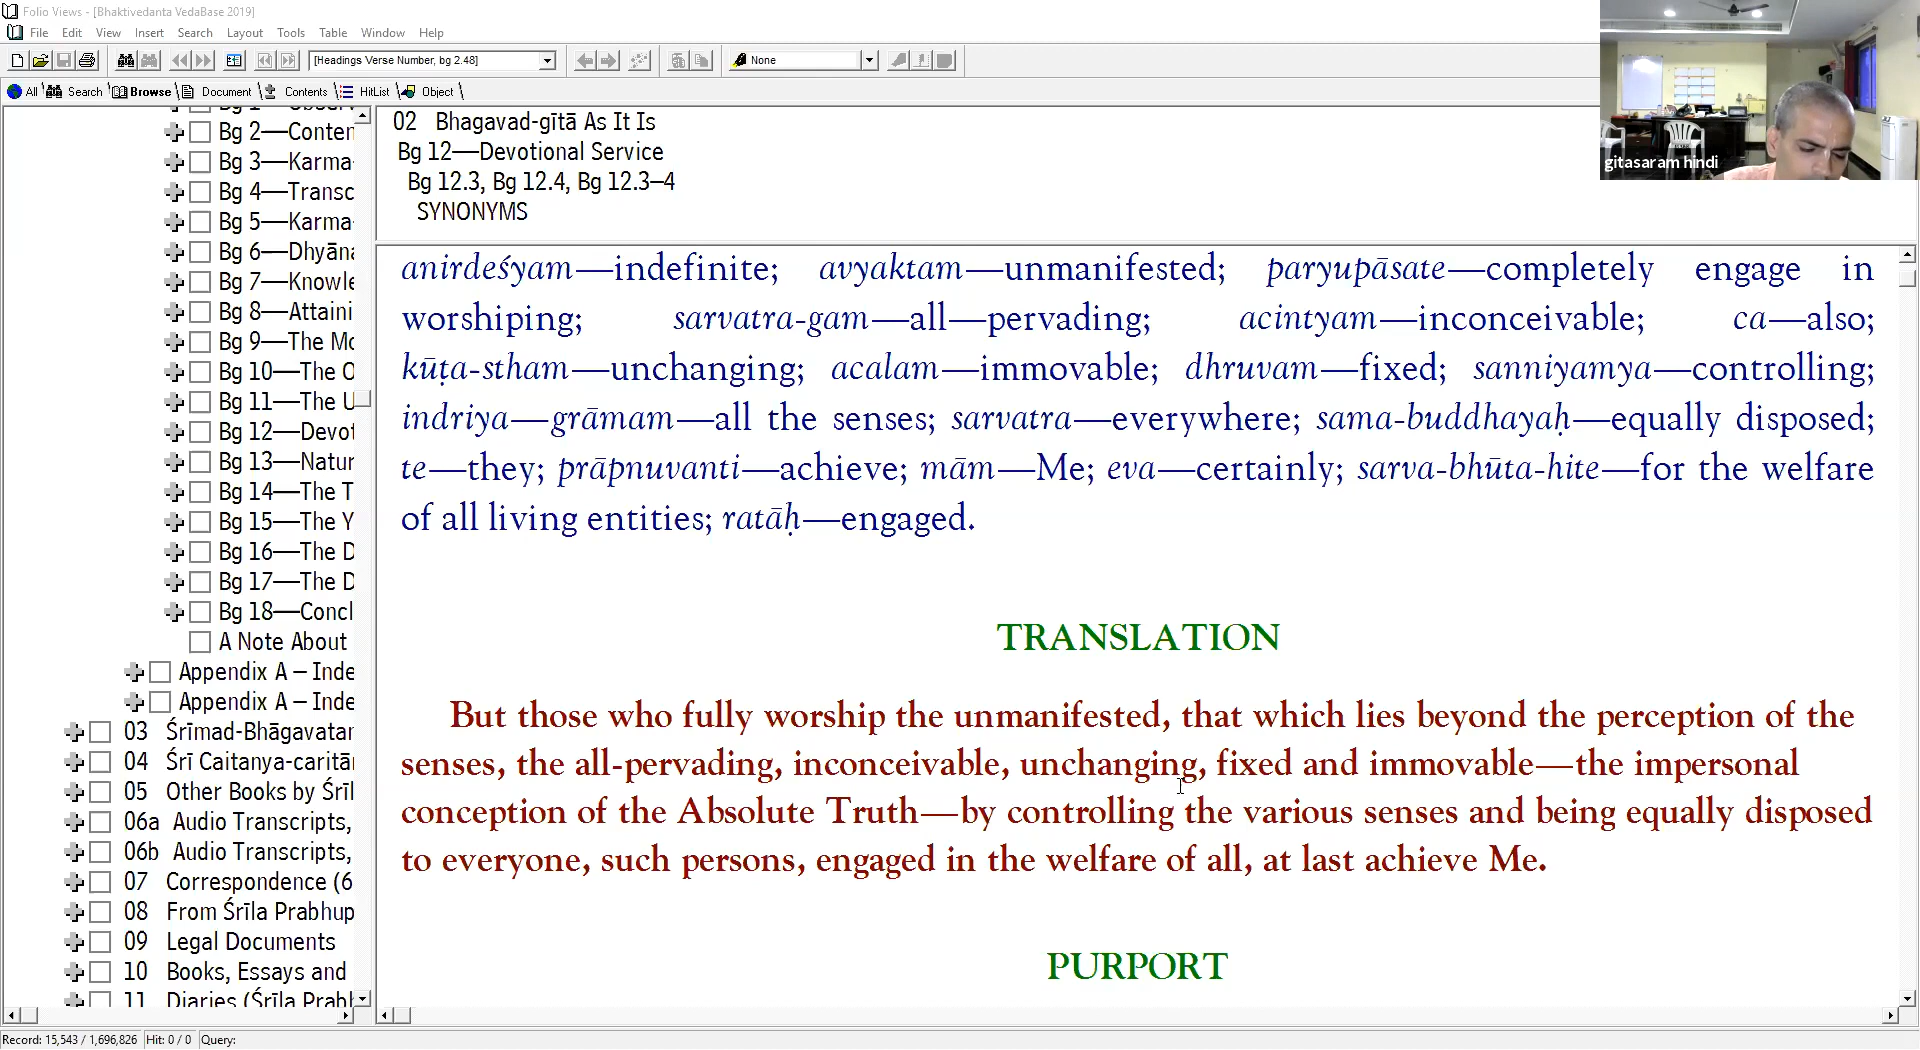 Folio Views - [Bhaktivedanta VedaBase 2019]
File Edit View Insert Search Layout Tools Table Window Help
[Headings Verse Number, bg 2.48] None
All Search Browse Document Contents HitList Object
Bg 2—Conten
Bg 3—Karma-
Bg 4—Transc
Bg 5—Karma-
Bg 6—Dhyāna
Bg 7—Knowle
Bg 8—Attaini
Bg 9—The Mo
Bg 10—The O
Bg 11—The U
Bg 12—Devot
Bg 13—Natur
Bg 14—The T
Bg 15—The Y
Bg 16—The D
Bg 17—The D
Bg 18—Concl
A Note About
Appendix A – Inde
Appendix A – Inde
03 Śrīmad-Bhāgavatar
04 Śrī Caitanya-caritā
05 Other Books by Śrīl
06a Audio Transcripts,
06b Audio Transcripts,
07 Correspondence (6
08 From Śrīla Prabhup
09 Legal Documents
10 Books, Essays and
11 Diaries (Śrīla Prabh
02 Bhagavad-gītā As It Is
Bg 12—Devotional Service
Bg 12.3, Bg 12.4, Bg 12.3–4
SYNONYMS
anirdeśyam—indefinite; avyaktam—unmanifested; paryupāsate—completely engage in
worshiping; sarvatra-gam—all—pervading; acintyam—inconceivable; ca—also;
kūṭa-stham—unchanging; acalam—immovable; dhruvam—fixed; sanniyamya—controlling;
indriya—grāmam—all the senses; sarvatra—everywhere; sama-buddhayaḥ—equally disposed;
te—they; prāpnuvanti—achieve; mām—Me; eva—certainly; sarva-bhūta-hite—for the welfare
of all living entities; ratāḥ—engaged.
TRANSLATION
But those who fully worship the unmanifested, that which lies beyond the perception of the
senses, the all-pervading, inconceivable, unchanging, fixed and immovable—the impersonal
conception of the Absolute Truth—by controlling the various senses and being equally disposed
to everyone, such persons, engaged in the welfare of all, at last achieve Me.
PURPORT
gitasaram hindi
Record: 15,543 / 1,696,826 Hit: 0 / 0 Query: